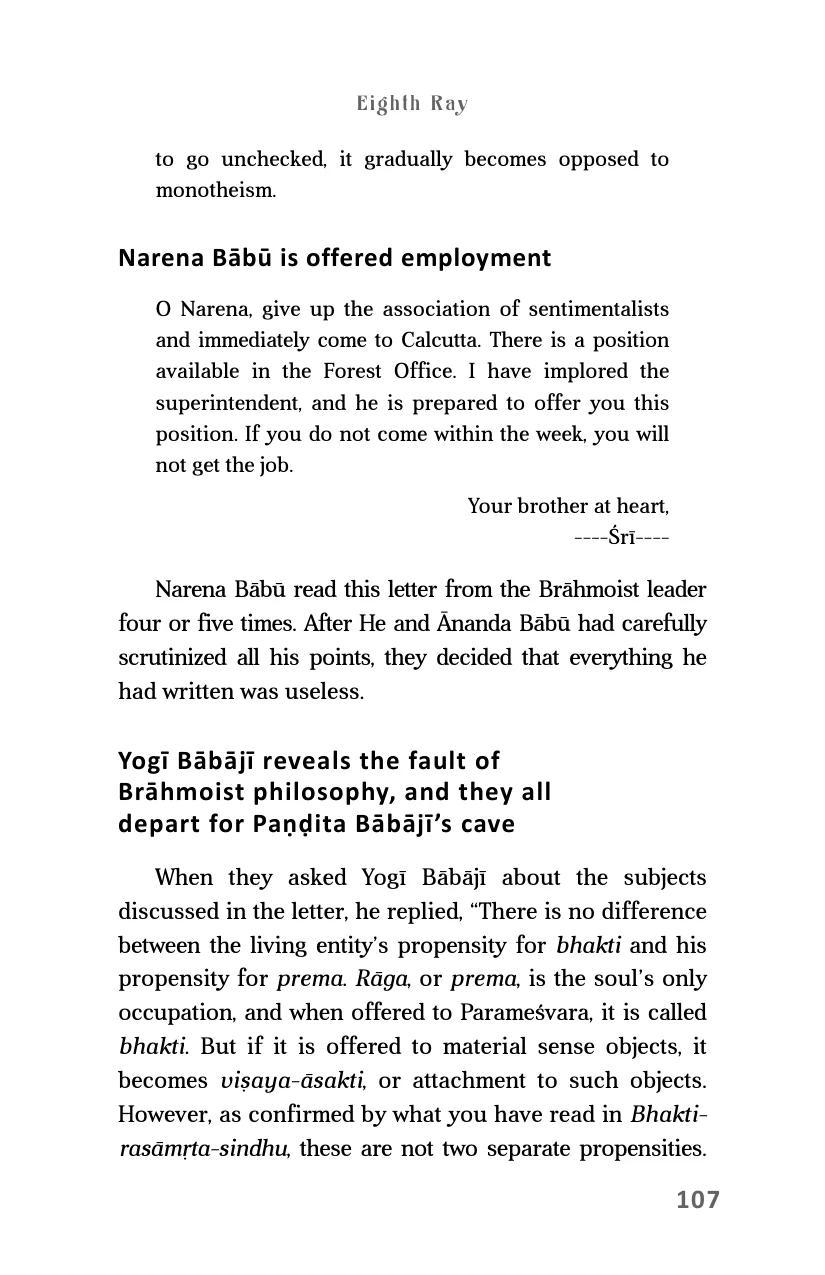 Eighth Ray
to go unchecked, it gradually becomes opposed to
monotheism.
Narena Bābū is offered employment
O Narena, give up the association of sentimentalists
and immediately come to Calcutta. There is a position
available in the Forest Office. I have implored the
superintendent, and he is prepared to offer you this
position. If you do not come within the week, you will
not get the job.
Your brother at heart,
----Śrī----
Narena Bābū read this letter from the Brāhmoist leader
four or five times. After He and Ānanda Bābū had carefully
scrutinized all his points, they decided that everything he
had written was useless.
Yogī Bābājī reveals the fault of
Brāhmoist philosophy, and they all
depart for Paṇḍita Bābājī’s cave
When they asked Yogī Bābājī about the subjects
discussed in the letter, he replied, “There is no difference
between the living entity’s propensity for bhakti and his
propensity for prema. Rāga, or prema, is the soul’s only
occupation, and when offered to Parameśvara, it is called
bhakti. But if it is offered to material sense objects, it
becomes viṣaya-āsakti, or attachment to such objects.
However, as confirmed by what you have read in Bhakti-
rasāmṛta-sindhu, these are not two separate propensities.
107